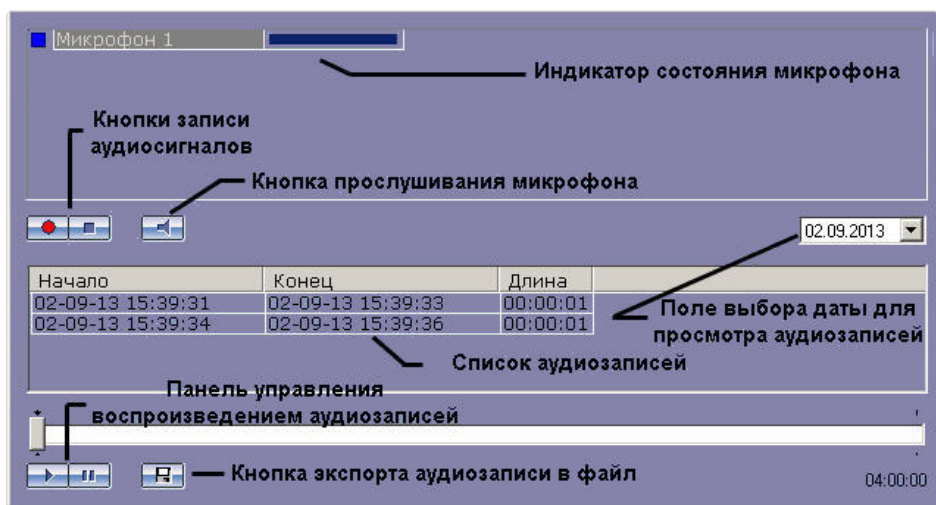 Микрофон 1
Индикатор состояния микрофона
Кнопки записи
аудиосигналов
Кнопка прослушивания микрофона
02.09.2013
Начало Конец Длина
02-09-13 15:39:31 02-09-13 15:39:33 00:00:01
02-09-13 15:39:34 02-09-13 15:39:36 00:00:01
Поле выбора даты для
просмотра аудиозаписей
Список аудиозаписей
Панель управления
воспроизведением аудиозаписей
Кнопка экспорта аудиозаписи в файл
04:00:00